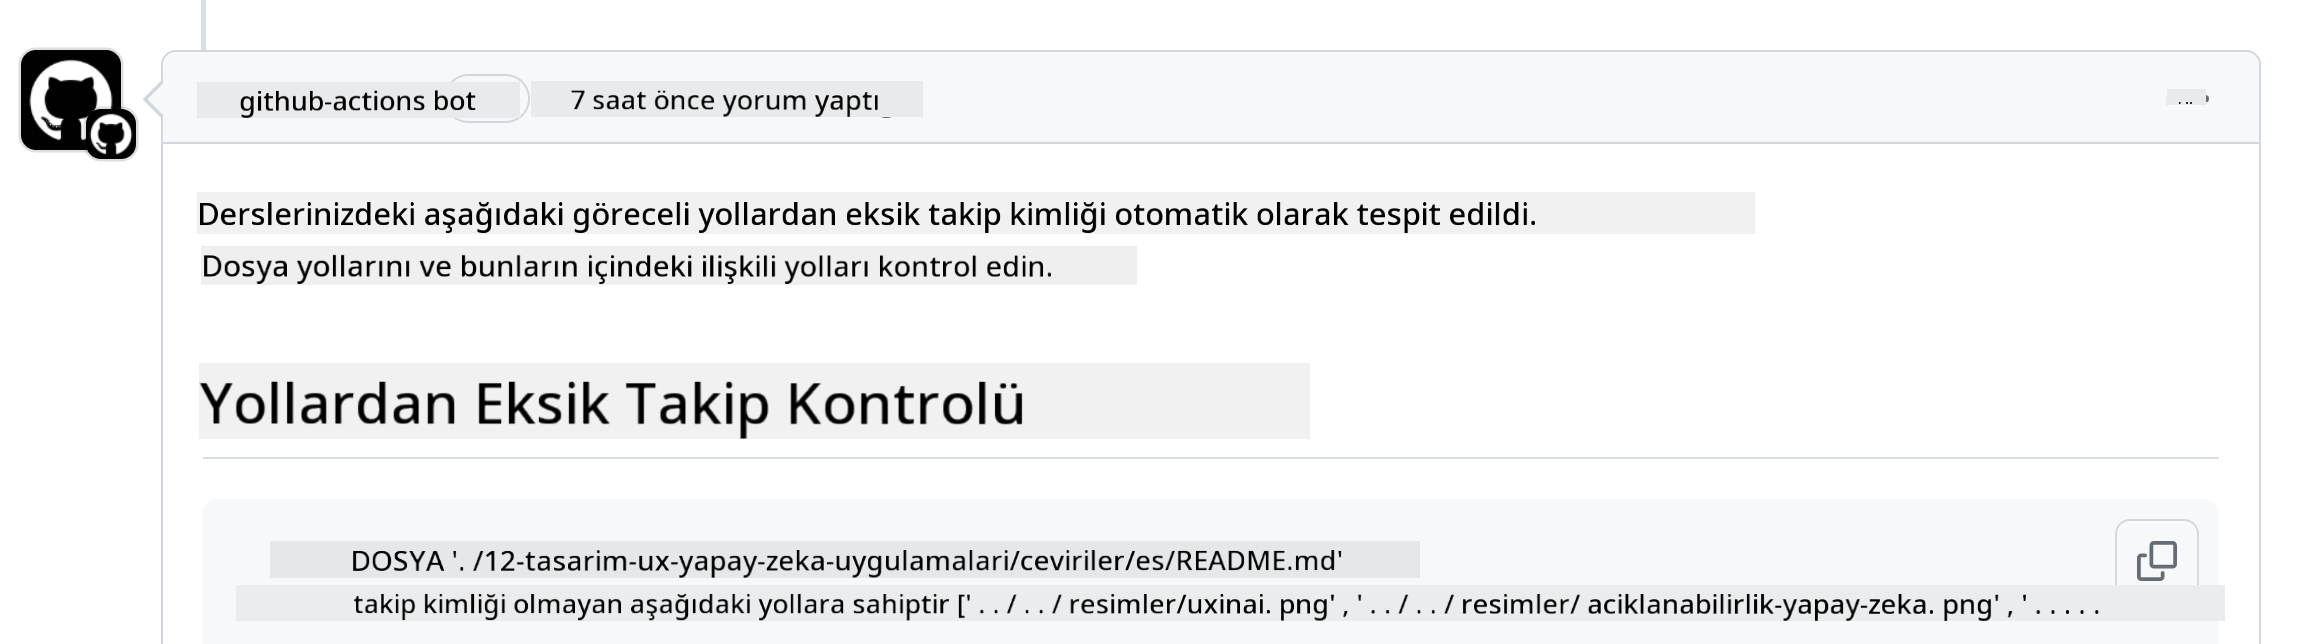 github-actions bot 7 saat önce yorum yaptı
Derslerinizdeki aşağıdaki göreceli yollardan eksik takip kimliği otomatik olarak tespit edildi.
Dosya yollarını ve bunların içindeki ilişkili yolları kontrol edin.
Yollardan Eksik Takip Kontrolü
DOSYA '. /12-tasarim-ux-yapay-zeka-uygulamalari/ceviriler/es/README.md'
takip kimliği olmayan aşağıdaki yollara sahiptir [' . . / . . / resimler/uxinai. png' , ' . . / . . / resimler/ aciklanabilirlik-yapay-zeka. png' , ' . . . . .